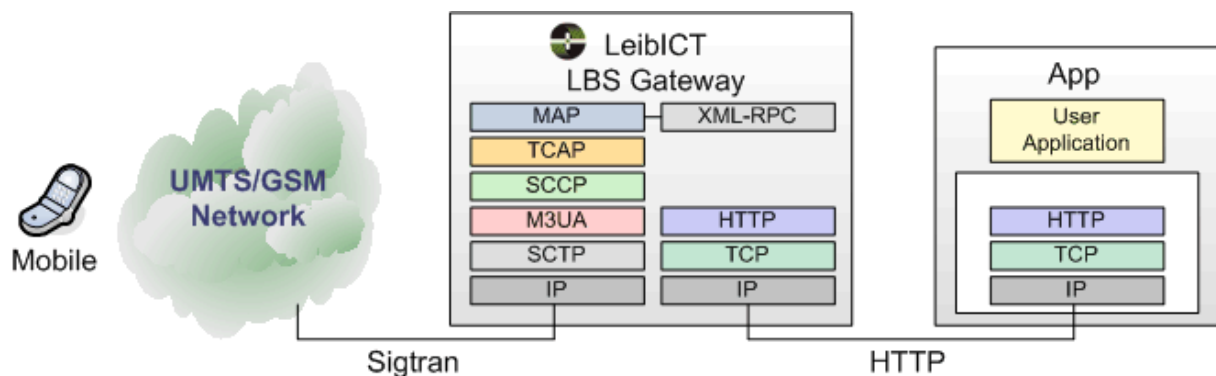 LeibICT
LBS Gateway
App
MAP
XML-RPC
User
Application
TCAP
UMTS/GSM
Network
SCCP
M3UA
HTTP
HTTP
Mobile
SCTP
TCP
TCP
IP
IP
IP
Sigtran
HTTP